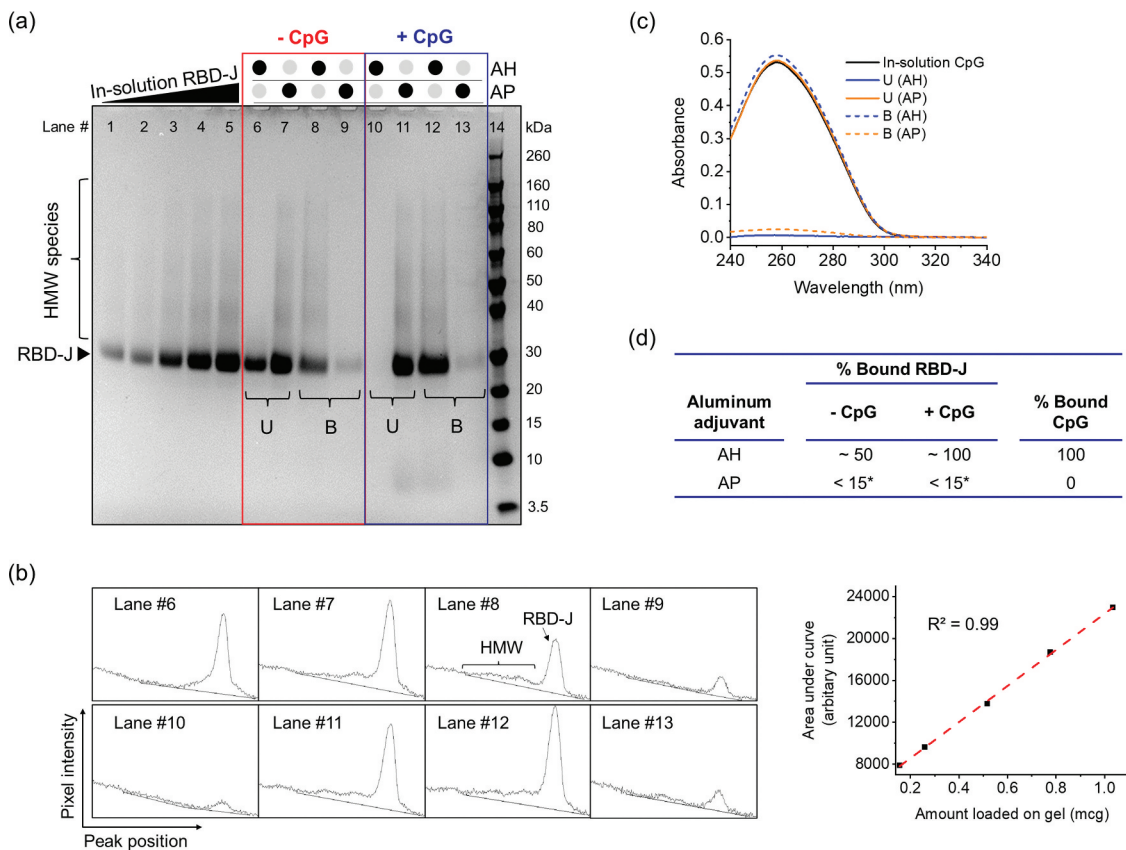 (a)
- CpG
+ CpG
In-solution RBD-J
AH
AP
Lane # 1 2 3 4 5 6 7 8 9 10 11 12 13 14 kDa
260
160
110
80
60
50
40
30
20
15
10
3.5
HMW species
RBD-J
U B U B
(b)
Lane #6
Lane #7
Lane #8
RBD-J
HMW
Lane #9
Lane #10
Lane #11
Lane #12
Lane #13
Pixel intensity
Peak position
R² = 0.99
Area under curve
(arbitary unit)
24000
20000
16000
12000
8000
0.2 0.4 0.6 0.8 1.0
Amount loaded on gel (mcg)
(c)
Absorbance
0.6
0.5
0.4
0.3
0.2
0.1
0.0
In-solution CpG
U (AH)
U (AP)
B (AH)
B (AP)
240 260 280 300 320 340
Wavelength (nm)
(d)
% Bound RBD-J
Aluminum adjuvant
- CpG
+ CpG
% Bound CpG
AH ~ 50 ~ 100 100
AP < 15* < 15* 0